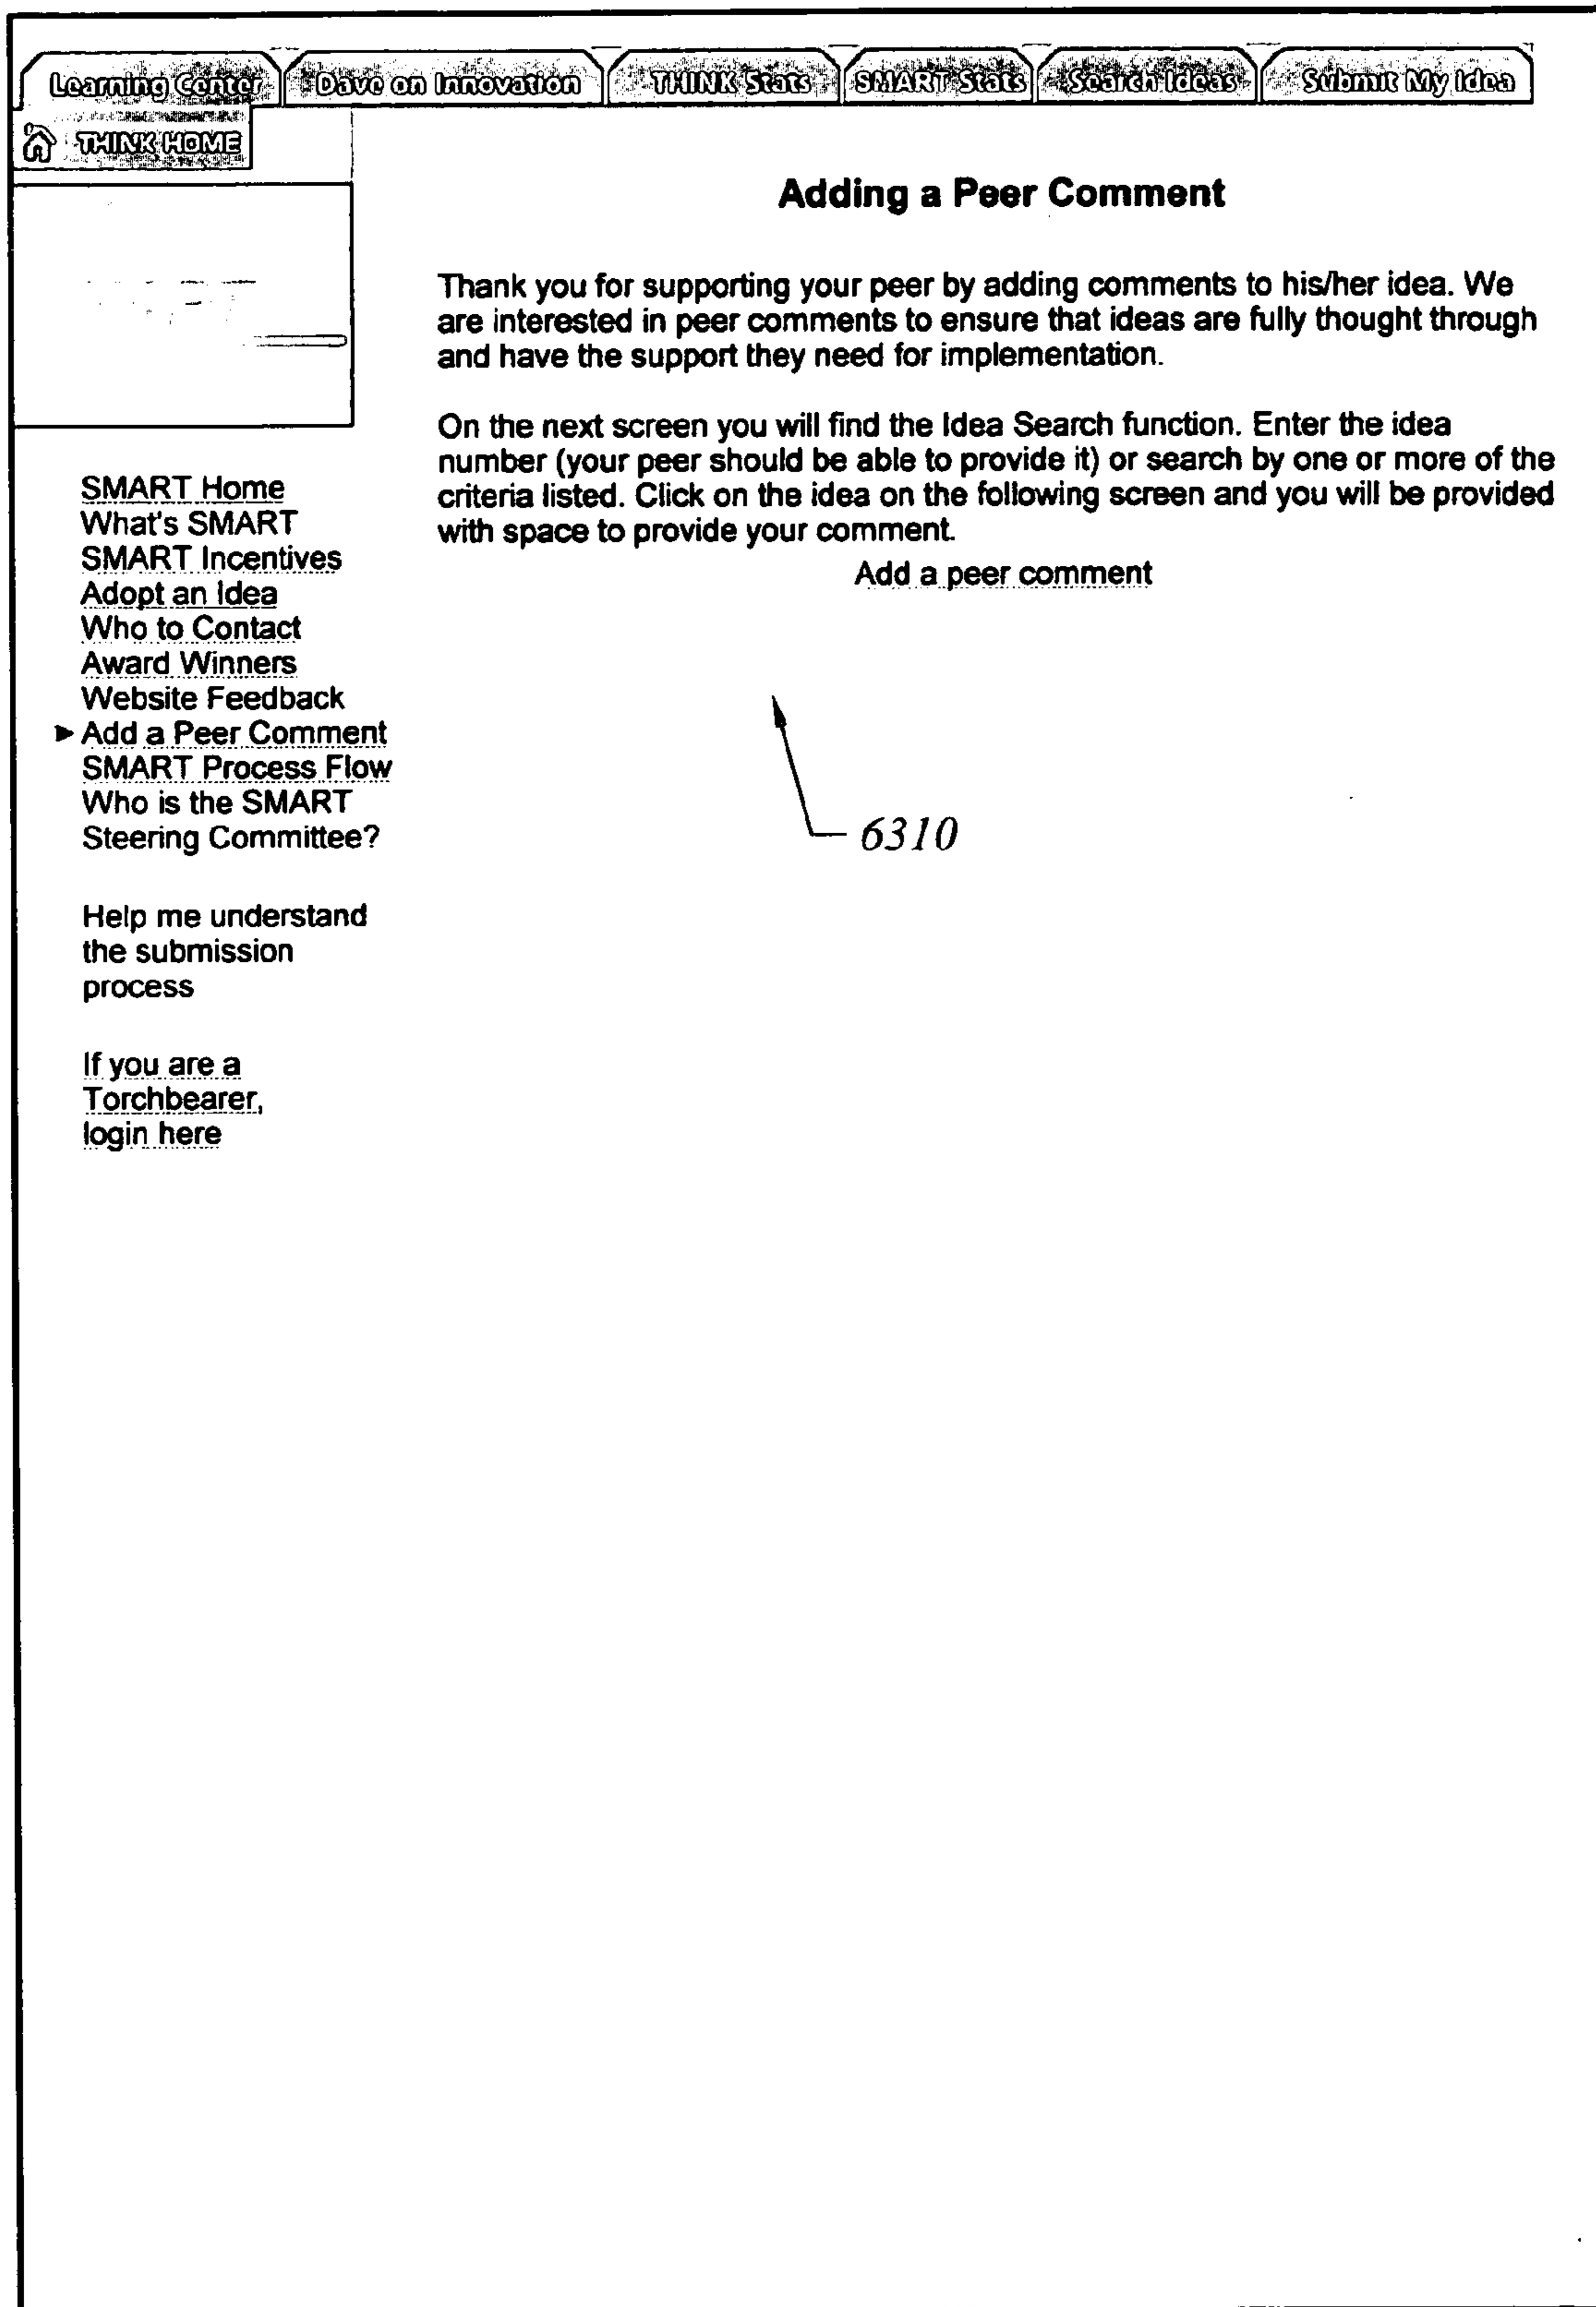 Learning Center Dave on Innovation THINK Stats SMART Stats Search Ideas Submit My Idea
THINK HOME
Adding a Peer Comment
Thank you for supporting your peer by adding comments to his/her idea. We
are interested in peer comments to ensure that ideas are fully thought through
and have the support they need for implementation.
On the next screen you will find the Idea Search function. Enter the idea
number (your peer should be able to provide it) or search by one or more of the
criteria listed. Click on the idea on the following screen and you will be provided
with space to provide your comment.
Add a peer comment
6310
SMART Home
What's SMART
SMART Incentives
Adopt an Idea
Who to Contact
Award Winners
Website Feedback
► Add a Peer Comment
SMART Process Flow
Who is the SMART
Steering Committee?
Help me understand
the submission
process
If you are a
Torchbearer,
login here